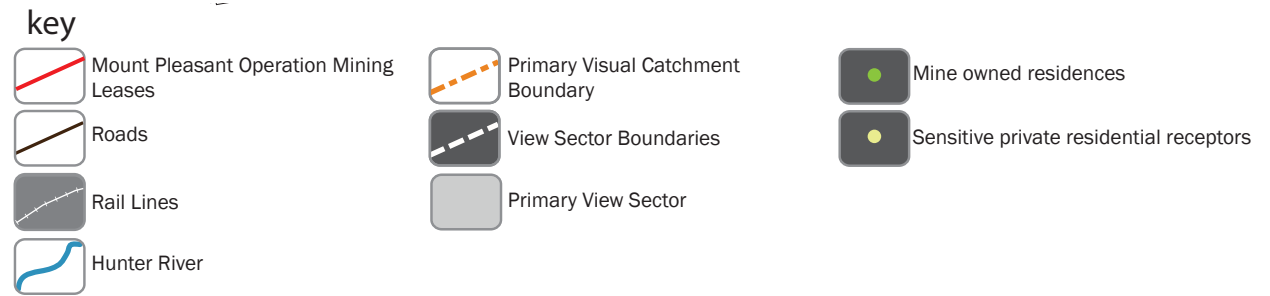 key
Mount Pleasant Operation Mining
Leases
Roads
Rail Lines
Hunter River
Primary Visual Catchment
Boundary
View Sector Boundaries
Primary View Sector
Mine owned residences
Sensitive private residential receptors